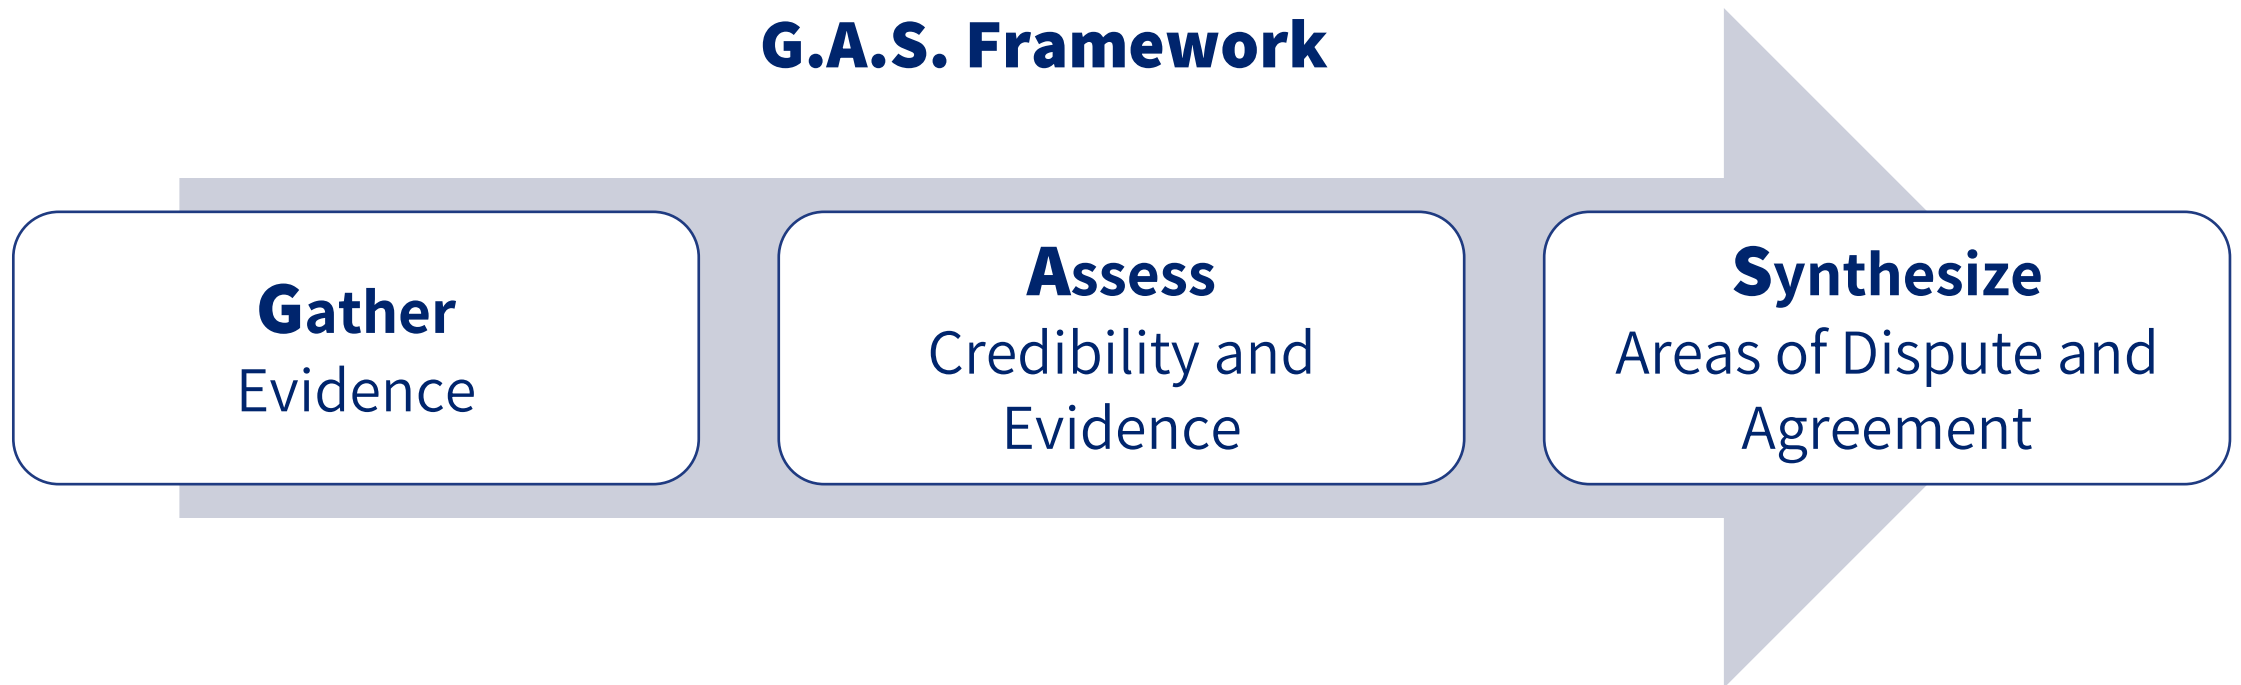 G.A.S. Framework
Gather
Evidence
Assess
Credibility and
Evidence
Synthesize
Areas of Dispute and
Agreement